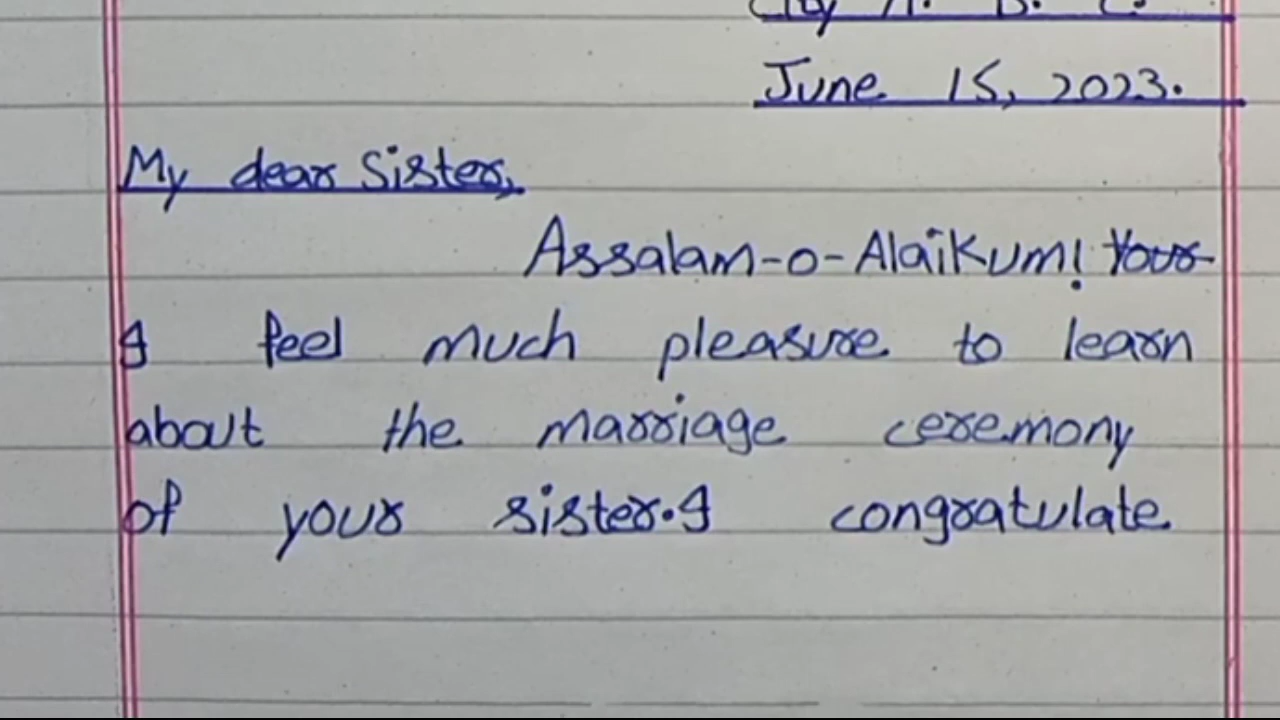 City A. B. C.
June 15, 2023.
My dear Sister,
Assalam-o-Alaikum! Your
I feel much pleasure to learn
about the marriage ceremony
of your sister. I congratulate